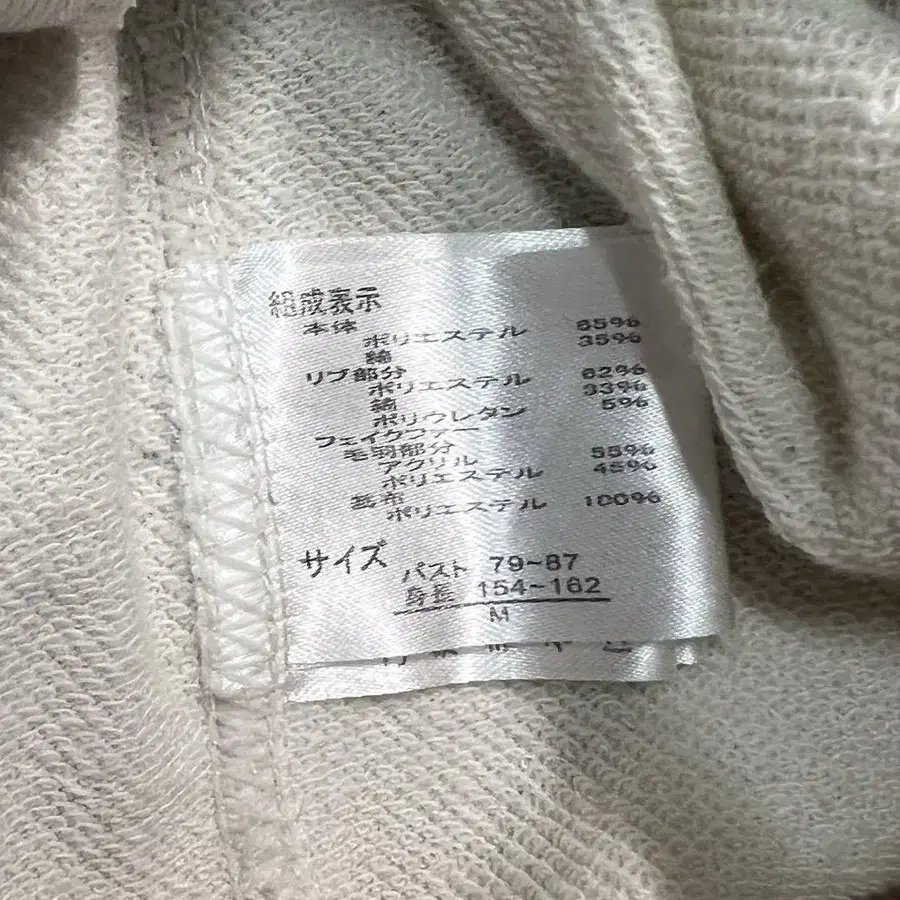 組成表示
本体
ポリエステル 65%
綿 35%
リブ部分
ポリエステル 62%
綿 33%
ポリウレタン 5%
フェイクファー
毛羽部分
アクリル 55%
ポリエステル 45%
基布
ポリエステル 100%
サイズ
バスト 79~87
身長 154~162
M